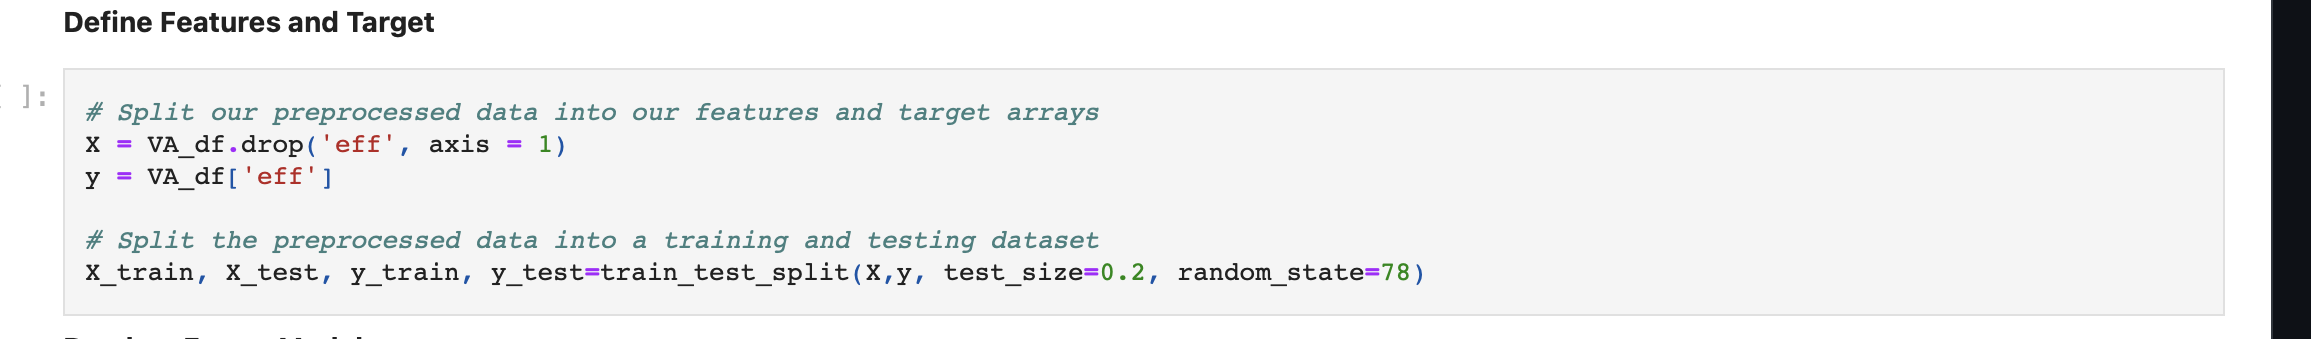 Define Features and Target
]:
# Split our preprocessed data into our features and target arrays
X = VA_df.drop('eff', axis = 1)
y = VA_df['eff']
# Split the preprocessed data into a training and testing dataset
X_train, X_test, y_train, y_test=train_test_split(X,y, test_size=0.2, random_state=78)